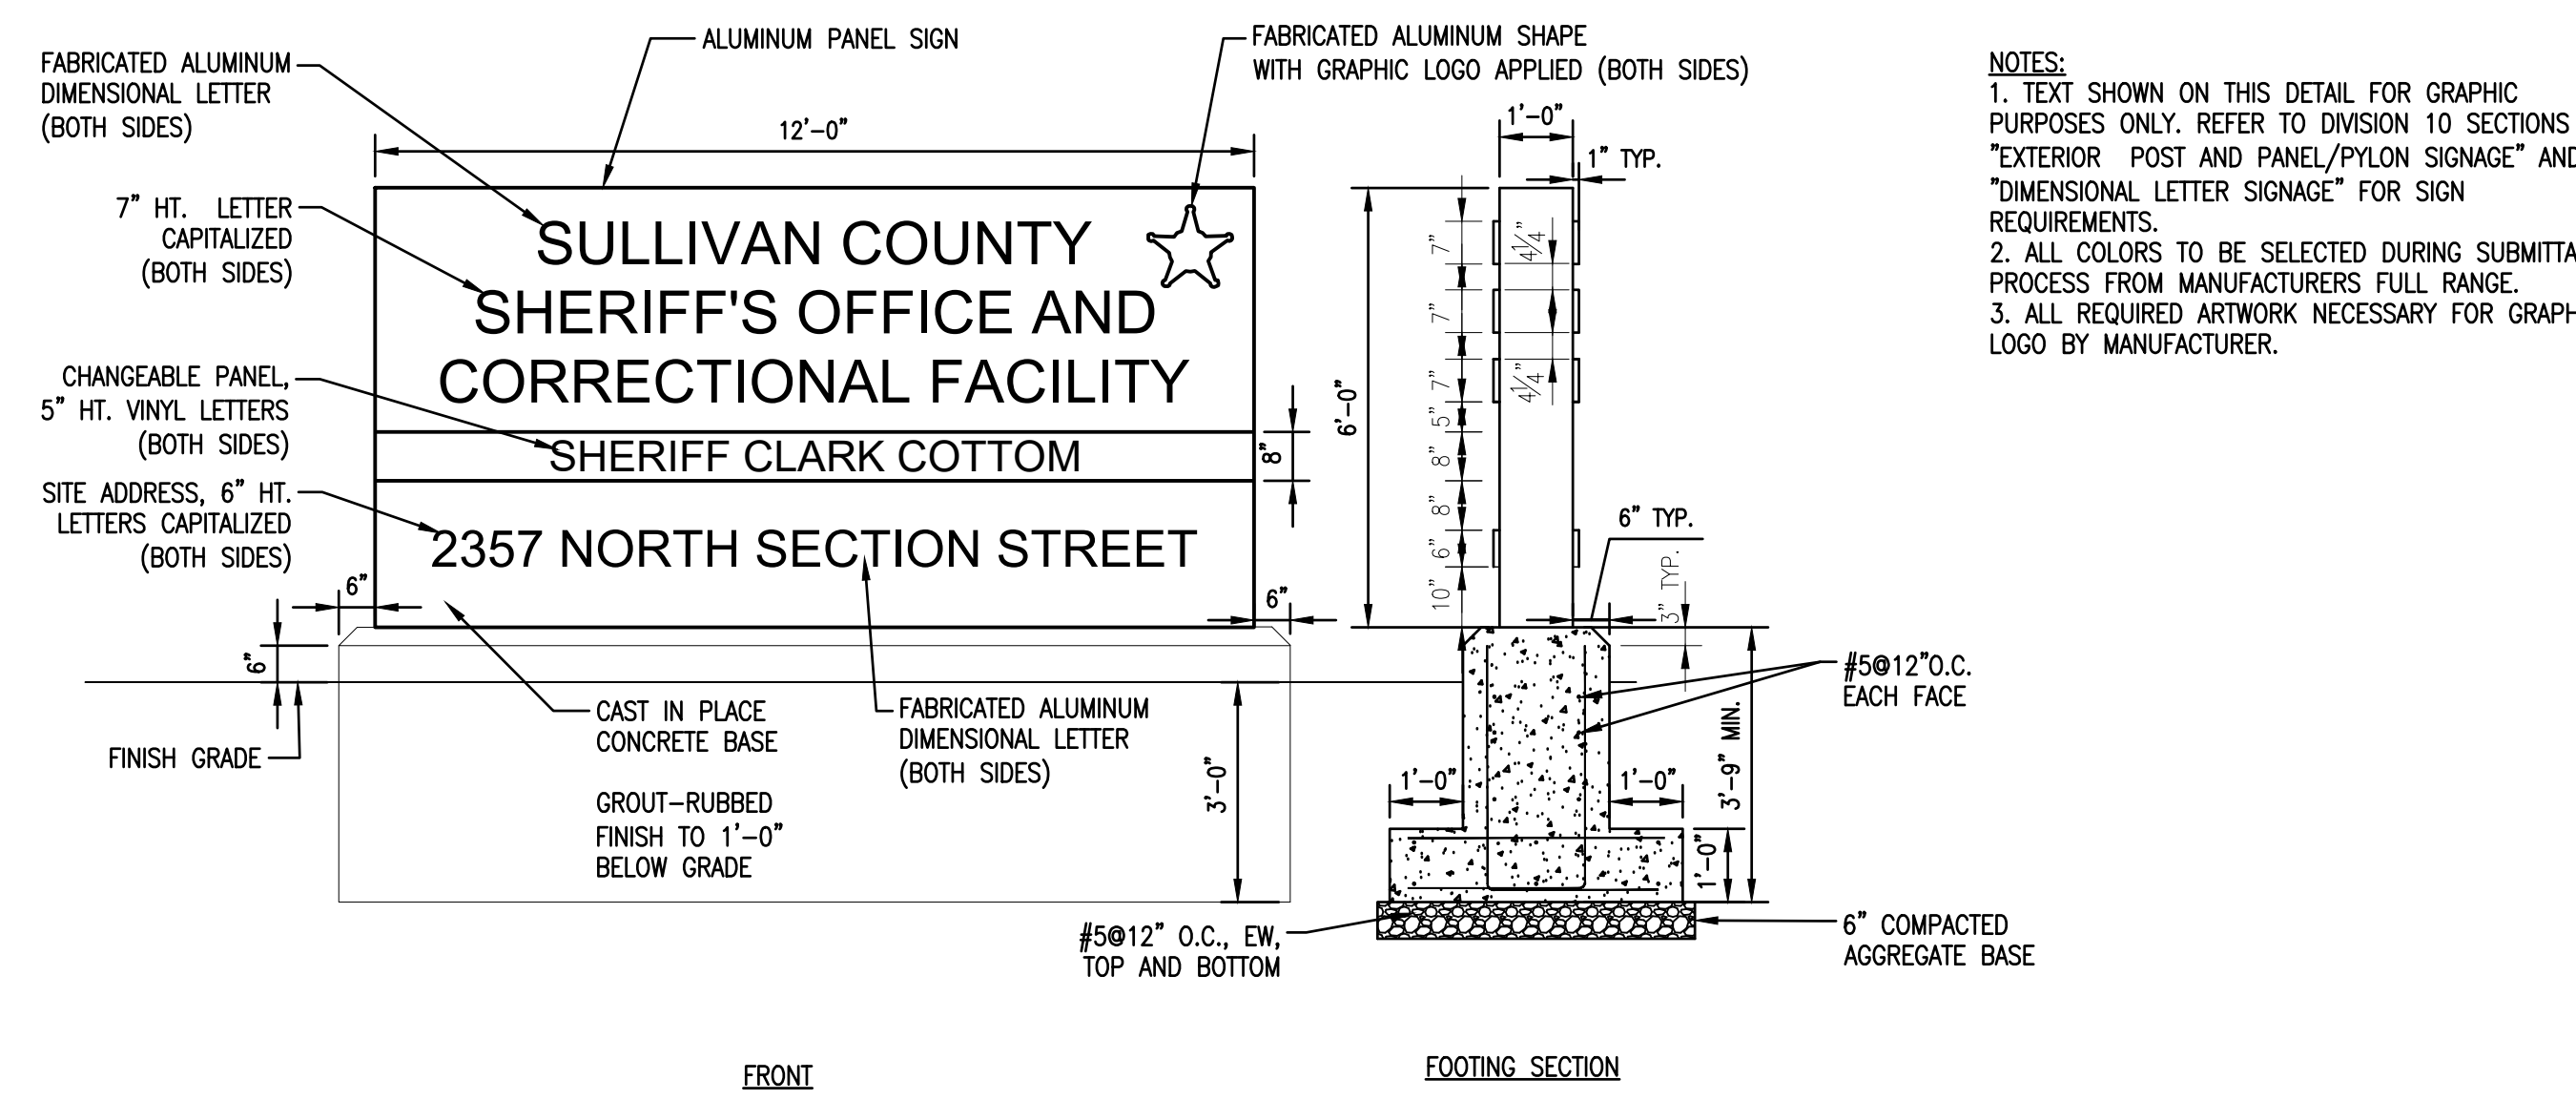 FABRICATED ALUMINUM
DIMENSIONAL LETTER
(BOTH SIDES)
ALUMINUM PANEL SIGN
FABRICATED ALUMINUM SHAPE
WITH GRAPHIC LOGO APPLIED (BOTH SIDES)
12'-0"
7" HT. LETTER
CAPITALIZED
(BOTH SIDES)
SULLIVAN COUNTY
SHERIFF'S OFFICE AND
CORRECTIONAL FACILITY
CHANGEABLE PANEL,
5" HT. VINYL LETTERS
(BOTH SIDES)
SHERIFF CLARK COTTOM
8"
SITE ADDRESS, 6" HT.
LETTERS CAPITALIZED
(BOTH SIDES)
2357 NORTH SECTION STREET
6"
6"
6"
FINISH GRADE
CAST IN PLACE
CONCRETE BASE
GROUT-RUBBED
FINISH TO 1'-0"
BELOW GRADE
FABRICATED ALUMINUM
DIMENSIONAL LETTER
(BOTH SIDES)
3'-0"
FRONT
1'-0"
1" TYP.
6'-0"
7"
4¼"
7"
4¼"
7"
5"
8"
8"
6"
10"
6" TYP.
3" TYP.
#5@12"O.C.
EACH FACE
3'-9" MIN.
1'-0"
1'-0"
1'-0"
#5@12" O.C., EW,
TOP AND BOTTOM
6" COMPACTED
AGGREGATE BASE
FOOTING SECTION
NOTES:
1. TEXT SHOWN ON THIS DETAIL FOR GRAPHIC
PURPOSES ONLY. REFER TO DIVISION 10 SECTIONS
"EXTERIOR POST AND PANEL/PYLON SIGNAGE" AND
"DIMENSIONAL LETTER SIGNAGE" FOR SIGN
REQUIREMENTS.
2. ALL COLORS TO BE SELECTED DURING SUBMITTA
PROCESS FROM MANUFACTURERS FULL RANGE.
3. ALL REQUIRED ARTWORK NECESSARY FOR GRAPH
LOGO BY MANUFACTURER.